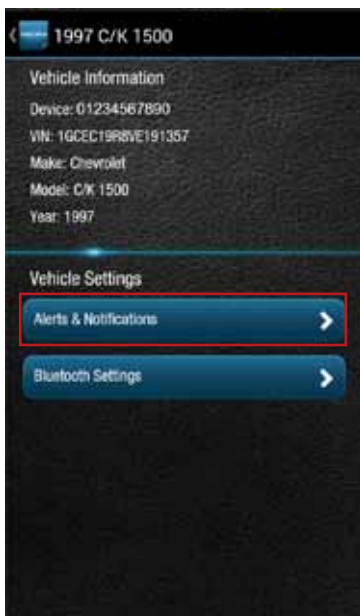 1997 C/K 1500
Vehicle Information
Device: 01234567890
VIN: 1GCEC19R8VE191357
Make: Chevrolet
Model: C/K 1500
Year: 1997
Vehicle Settings
Alerts & Notifications
Bluetooth Settings